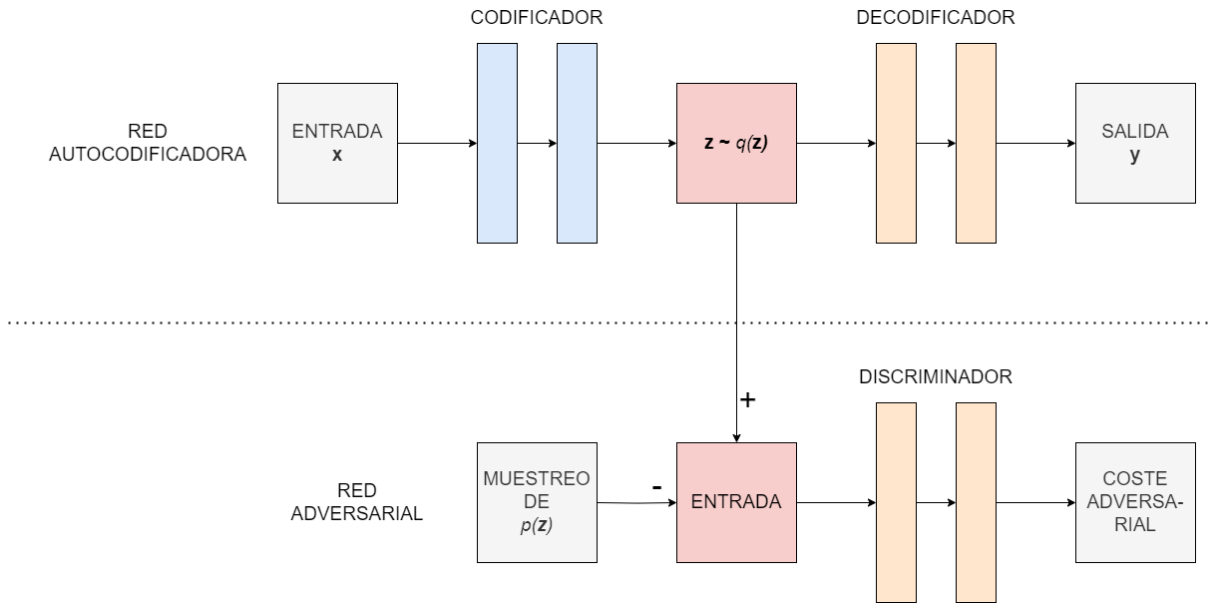 CODIFICADOR
DECODIFICADOR
RED
AUTOCODIFICADORA
ENTRADA
x
z ~ q(z)
SALIDA
y
+
DISCRIMINADOR
RED
ADVERSARIAL
MUESTREO
DE
p(z)
-
ENTRADA
COSTE
ADVERSA-
RIAL